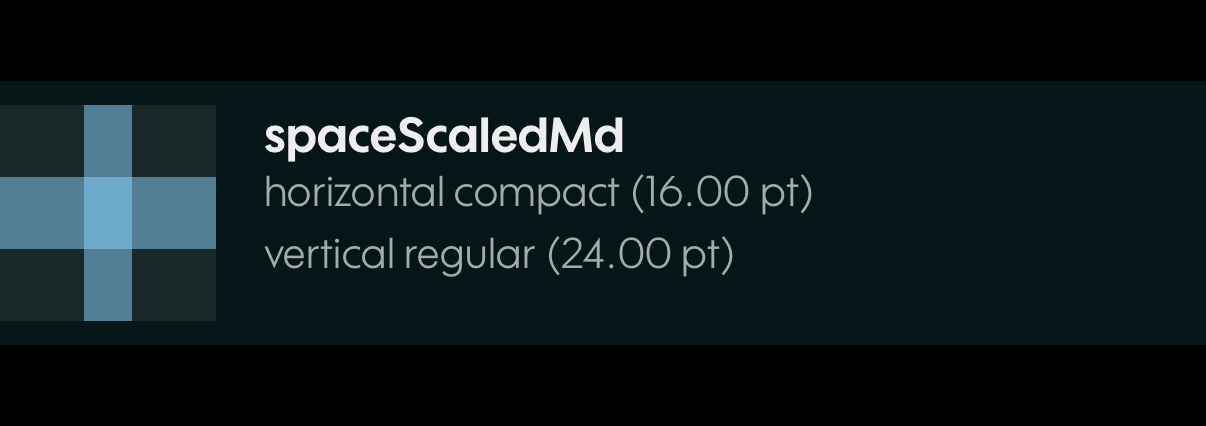 spaceScaledMd
horizontal compact (16.00 pt)
vertical regular (24.00 pt)